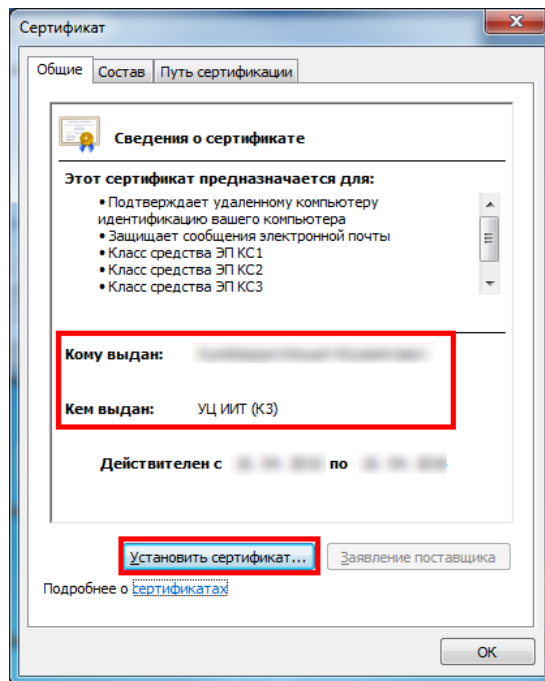 Сертификат
Общие Состав Путь сертификации
Сведения о сертификате
Этот сертификат предназначается для:
• Подтверждает удаленному компьютеру
идентификацию вашего компьютера
• Защищает сообщения электронной почты
• Класс средства ЭП КС1
• Класс средства ЭП КС2
• Класс средства ЭП КС3
Кому выдан:
Кем выдан: УЦ ИИТ (К3)
Действителен с по
Установить сертификат... Заявление поставщика
Подробнее о сертификатах
ОК